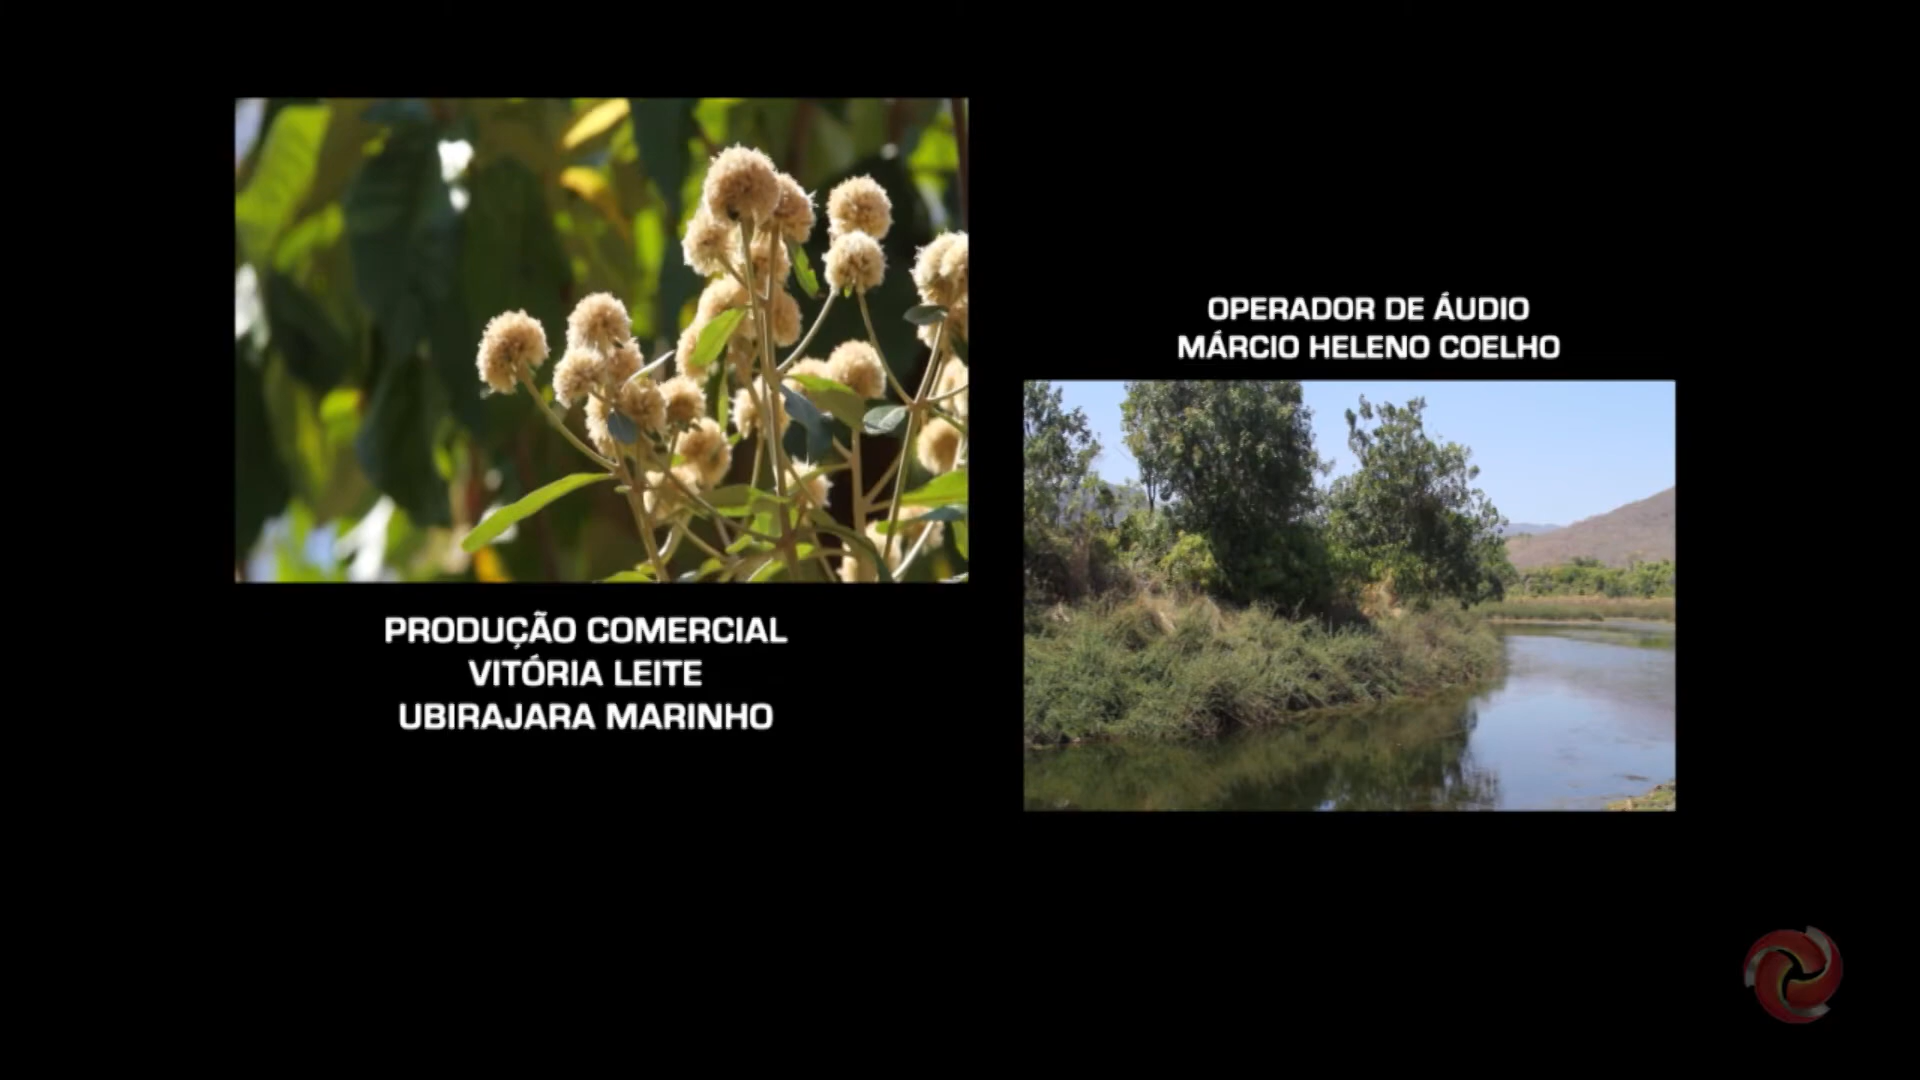 PRODUÇÃO COMERCIAL
VITÓRIA LEITE
UBIRAJARA MARINHO
OPERADOR DE ÁUDIO
MÁRCIO HELENO COELHO